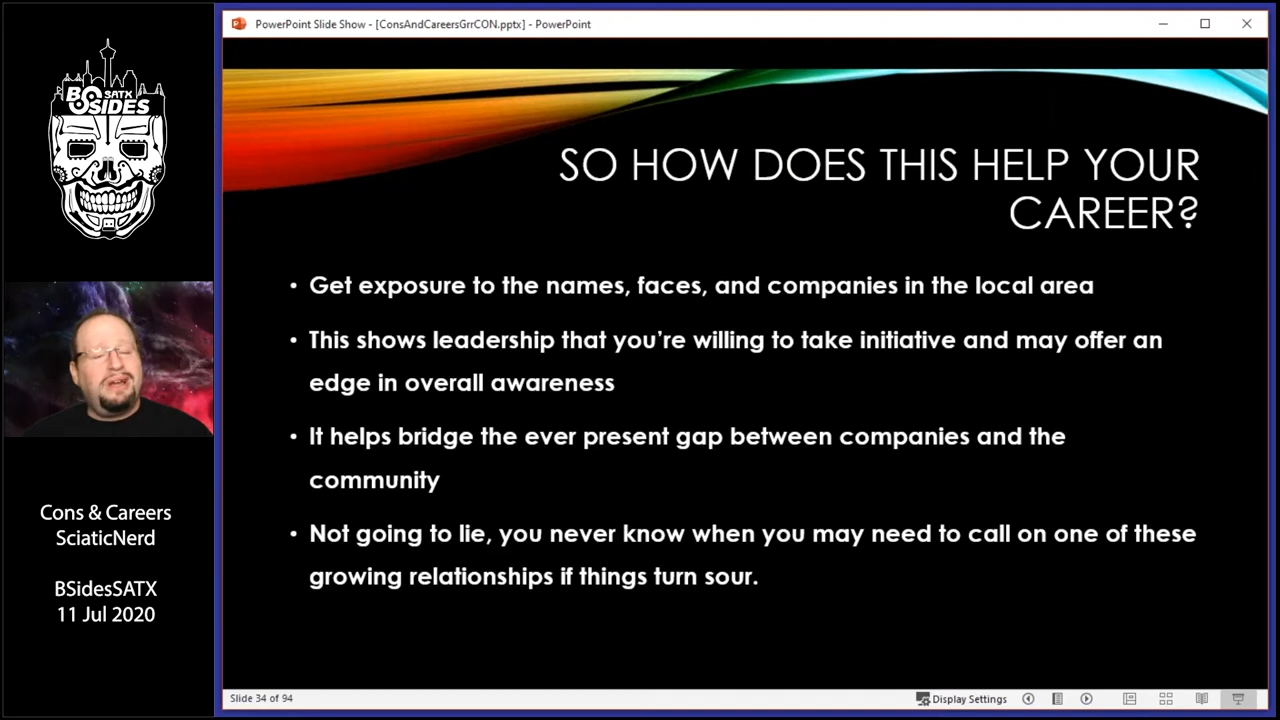 PowerPoint Slide Show - [ConsAndCareersGrrCON.pptx] - PowerPoint
BSIDES
SATX
SO HOW DOES THIS HELP YOUR
CAREER?
• Get exposure to the names, faces, and companies in the local area
• This shows leadership that you're willing to take initiative and may offer an
edge in overall awareness
• It helps bridge the ever present gap between companies and the
community
• Not going to lie, you never know when you may need to call on one of these
growing relationships if things turn sour.
Cons & Careers
SciaticNerd
BSidesSATX
11 Jul 2020
Slide 34 of 94
Display Settings